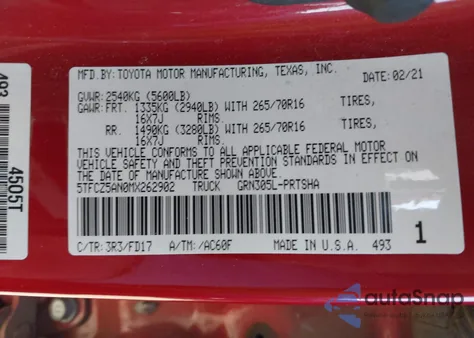 MFD.BY: TOYOTA MOTOR MANUFACTURING, TEXAS, INC.
DATE: 02/21
GVWR: 2540KG (5600LB)
GAWR: FRT. 1335KG (2940LB) WITH 265/70R16 TIRES,
16X7J RIMS
RR. 1490KG (3280LB) WITH 265/70R16 TIRES,
16X7J RIMS
THIS VEHICLE CONFORMS TO ALL APPLICABLE FEDERAL MOTOR
VEHICLE SAFETY AND THEFT PREVENTION STANDARDS IN EFFECT ON
THE DATE OF MANUFACTURE SHOWN ABOVE.
5TFCZ5AN0MX262902 TRUCK GRN305L-PRTSHA
C/TR: 3R3/FD17 A/TM: /AC60F MADE IN U.S.A. 493 1
493
4505T
autoSnap